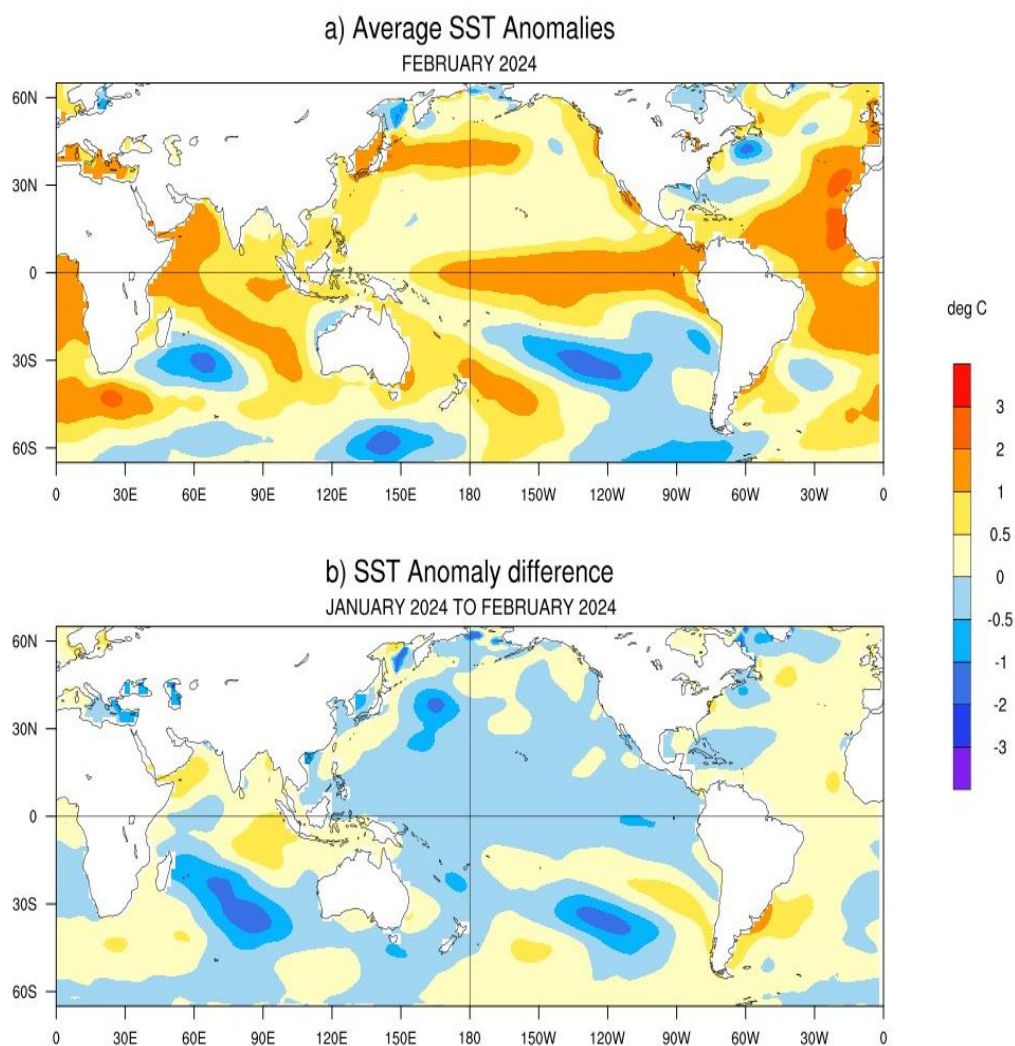 a) Average SST Anomalies
FEBRUARY 2024
60N
30N
0
30S
60S
0 30E 60E 90E 120E 150E 180 150W 120W 90W 60W 30W 0
deg C
3
2
1
0.5
0
-0.5
-1
-2
-3
b) SST Anomaly difference
JANUARY 2024 TO FEBRUARY 2024
60N
30N
0
30S
60S
0 30E 60E 90E 120E 150E 180 150W 120W 90W 60W 30W 0